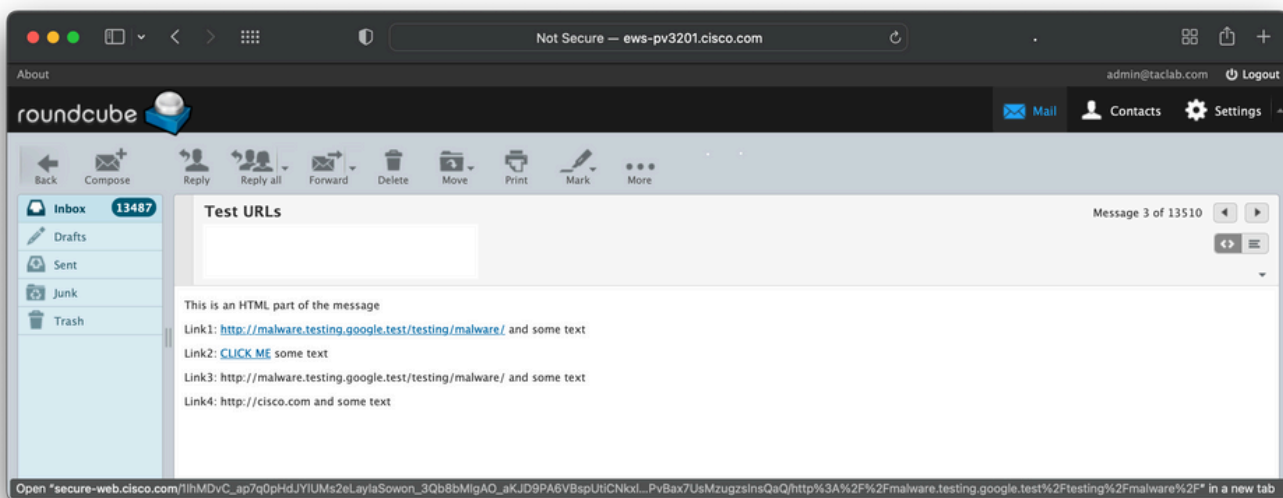 Not Secure — ews-pv3201.cisco.com
About
admin@taclab.com Logout
roundcube
Mail Contacts Settings
Back Compose Reply Reply all Forward Delete Move Print Mark More
Inbox 13487
Drafts
Sent
Junk
Trash
Test URLs
Message 3 of 13510
This is an HTML part of the message
Link1: http://malware.testing.google.test/testing/malware/ and some text
Link2: CLICK ME some text
Link3: http://malware.testing.google.test/testing/malware/ and some text
Link4: http://cisco.com and some text
Open "secure-web.cisco.com/1lhMDvC_ap7q0pHdJYlUMs2eLaylaSowon_3Qb8bMlgAO_aKJD9PA6VBspUtiCNkxl...PvBax7UsMzugzsInsQaQ/http%3A%2F%2Fmalware.testing.google.test%2Ftesting%2Fmalware%2F" in a new tab